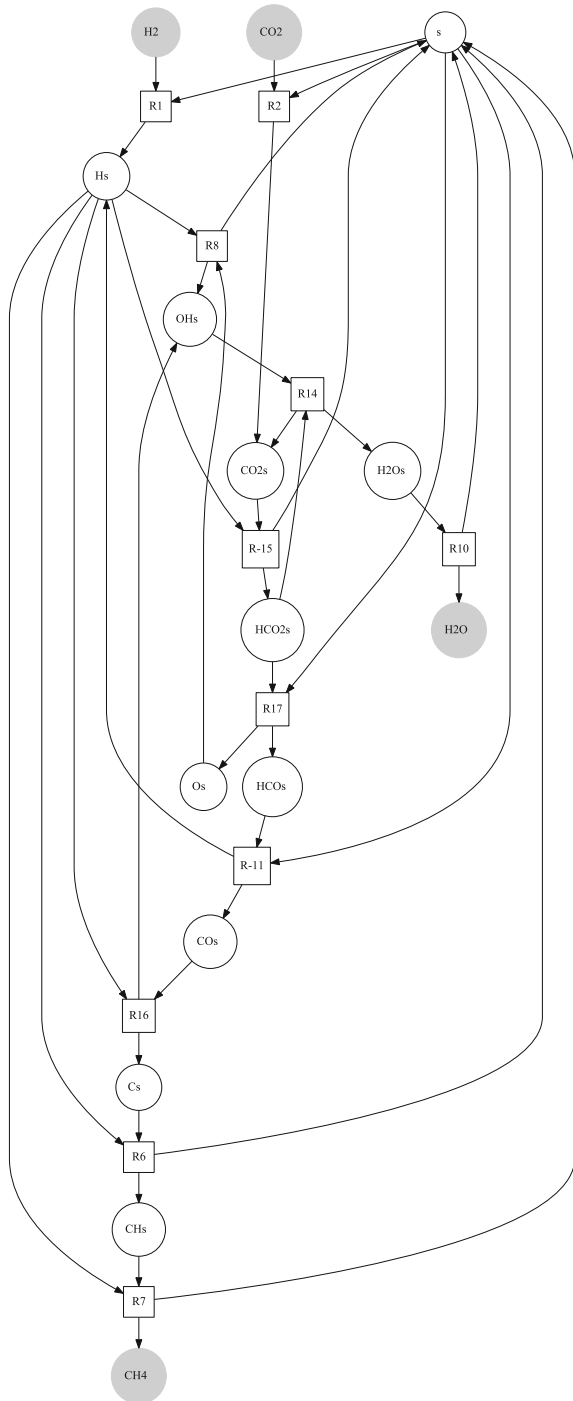 H2
CO2
s
R1
R2
Hs
R8
OHs
R14
CO2s
H2Os
R-15
R10
HCO2s
H2O
R17
Os
HCOs
R-11
COs
R16
Cs
R6
CHs
R7
CH4